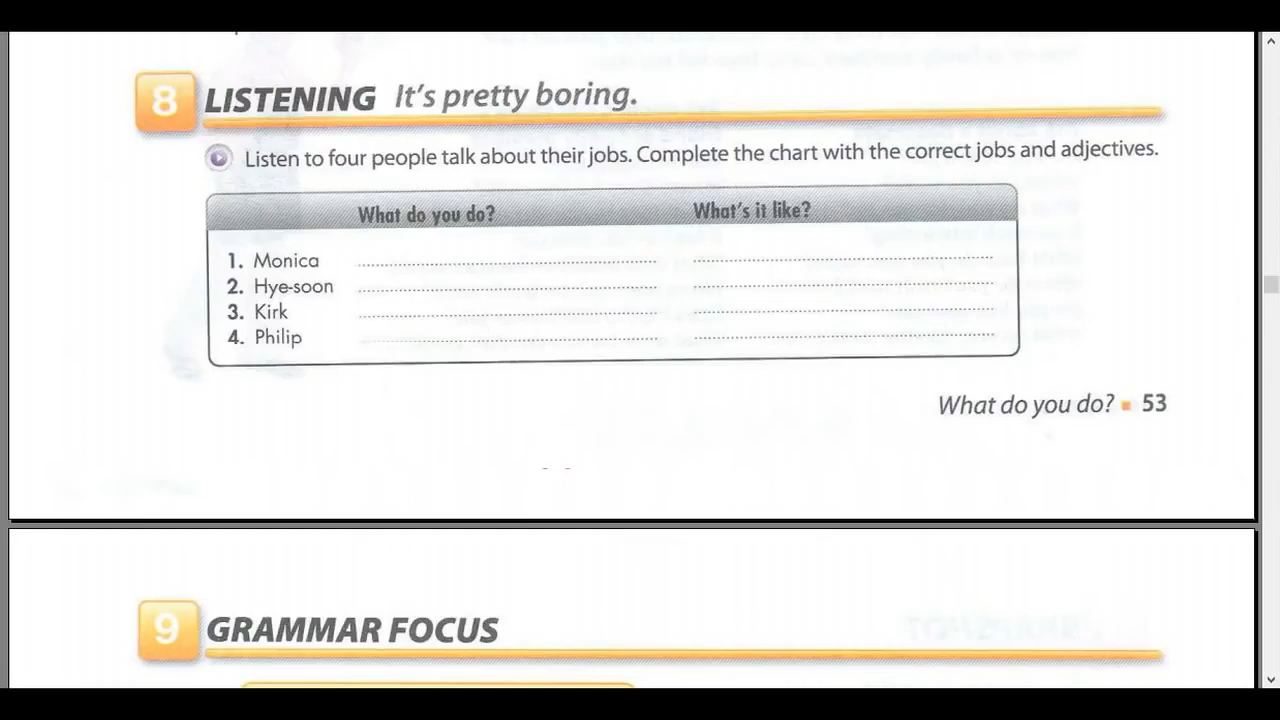 8 LISTENING It's pretty boring.
Listen to four people talk about their jobs. Complete the chart with the correct jobs and adjectives.
What do you do? What's it like?
1. Monica
2. Hye-soon
3. Kirk
4. Philip
What do you do? ▪ 53
9 GRAMMAR FOCUS